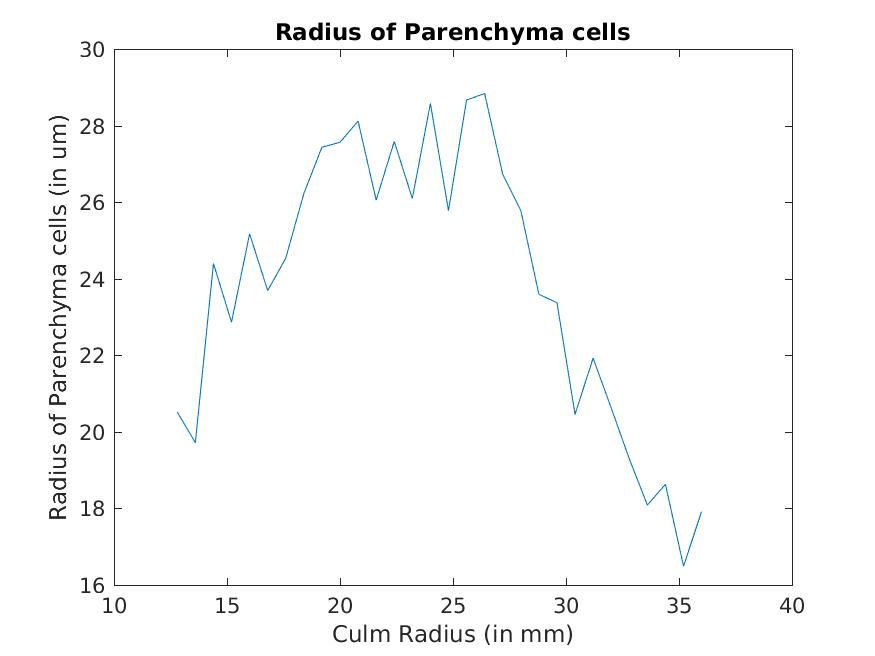 Radius of Parenchyma cells
30
28
26
24
22
20
18
16
Radius of Parenchyma cells (in um)
10 15 20 25 30 35 40
Culm Radius (in mm)